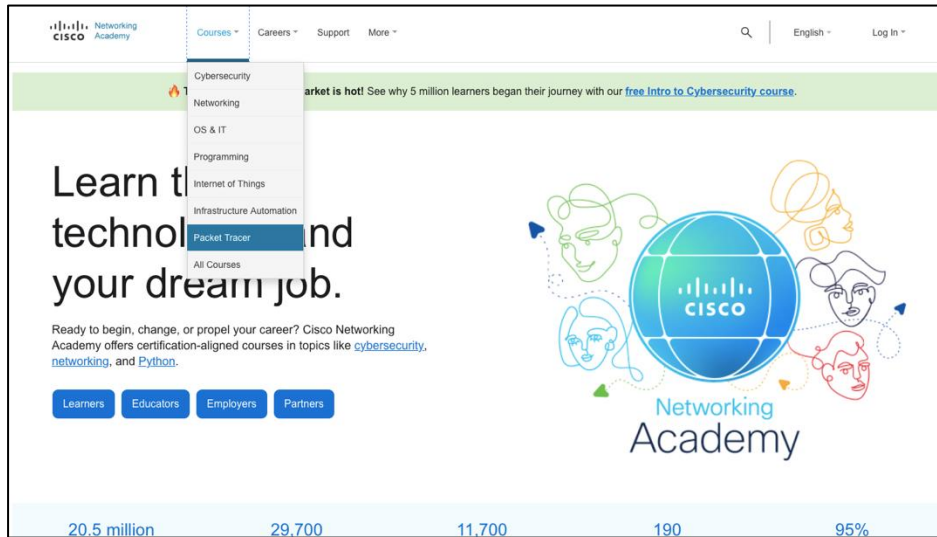 Networking
CISCO Academy
Courses Careers Support More English Log In
Cybersecurity
Networking
OS & IT
Programming
Internet of Things
Infrastructure Automation
Packet Tracer
All Courses
arket is hot! See why 5 million learners began their journey with our free Intro to Cybersecurity course.
Learn t
technol nd
your dream job.
Ready to begin, change, or propel your career? Cisco Networking
Academy offers certification-aligned courses in topics like cybersecurity,
networking, and Python.
Learners Educators Employers Partners
CISCO
Networking
Academy
20.5 million 29,700 11,700 190 95%